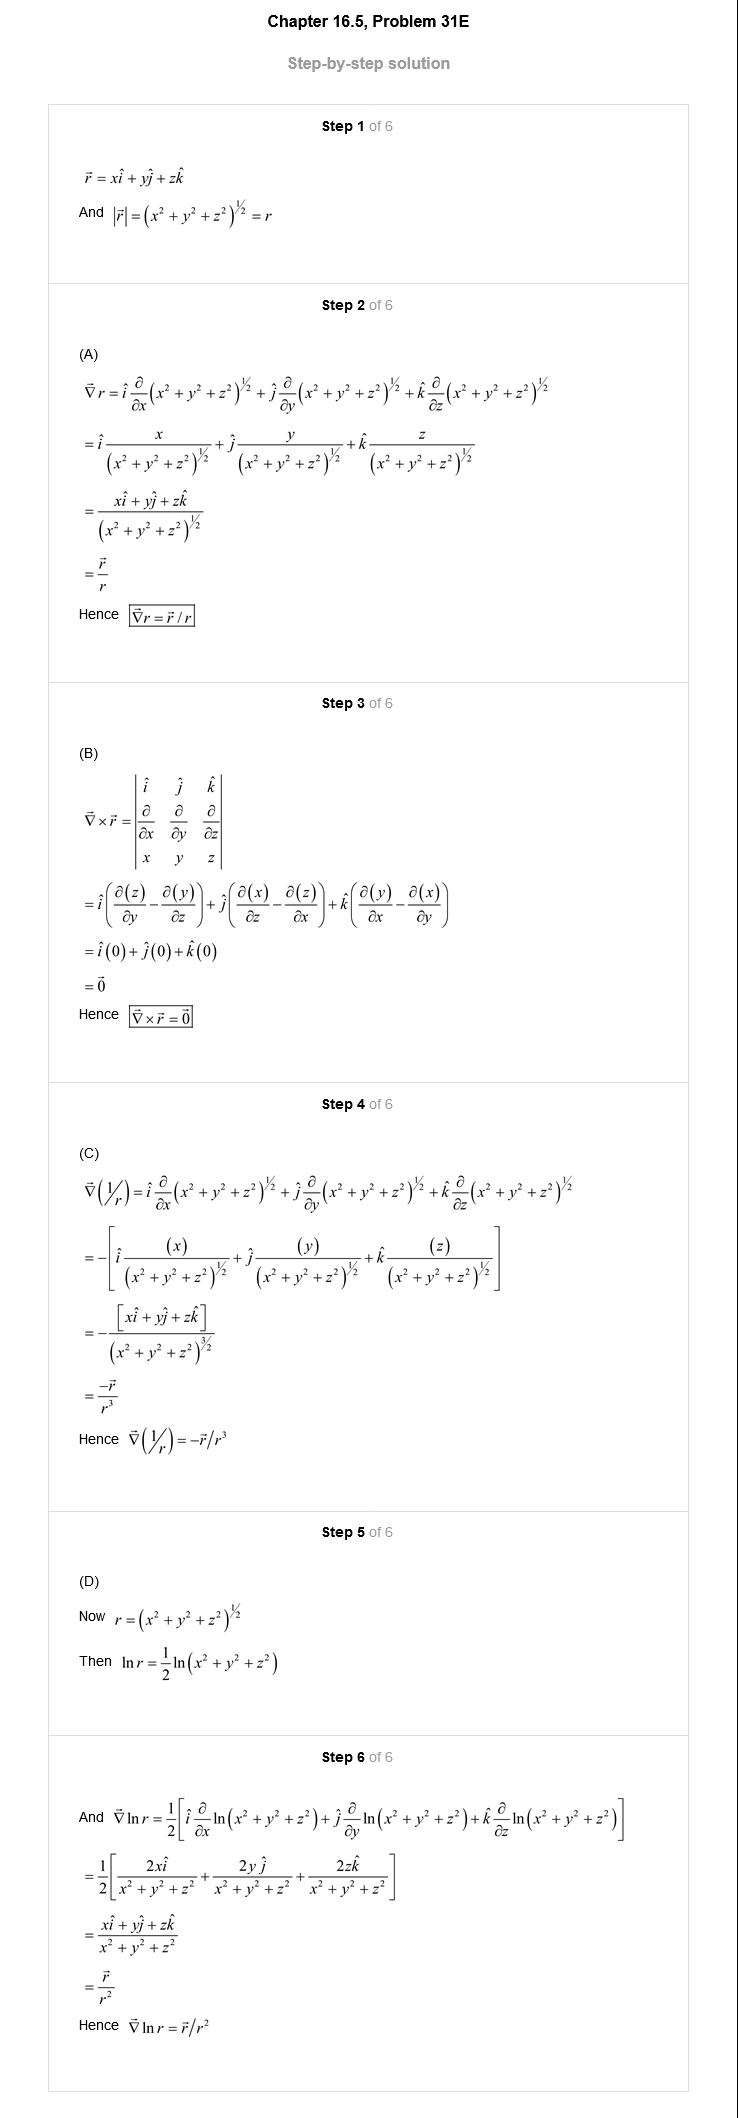 Chapter 16.5, Problem 31E
Step-by-step solution
Step 1 of 6
$\vec{r} = x\hat{i} + y\hat{j} + z\hat{k}$
And $|\vec{r}| = (x^2 + y^2 + z^2)^{1/2} = r$
Step 2 of 6
(A)
$\vec{\nabla} r = \hat{i}\frac{\partial}{\partial x}(x^2 + y^2 + z^2)^{1/2} + \hat{j}\frac{\partial}{\partial y}(x^2 + y^2 + z^2)^{1/2} + \hat{k}\frac{\partial}{\partial z}(x^2 + y^2 + z^2)^{1/2}$
$= \hat{i}\frac{x}{(x^2 + y^2 + z^2)^{1/2}} + \hat{j}\frac{y}{(x^2 + y^2 + z^2)^{1/2}} + \hat{k}\frac{z}{(x^2 + y^2 + z^2)^{1/2}}$
$= \frac{x\hat{i} + y\hat{j} + z\hat{k}}{(x^2 + y^2 + z^2)^{1/2}}$
$= \frac{\vec{r}}{r}$
Hence $\boxed{\vec{\nabla} r = \vec{r} / r}$
Step 3 of 6
(B)
$\vec{\nabla} \times \vec{r} = \begin{vmatrix} \hat{i} & \hat{j} & \hat{k} \\ \frac{\partial}{\partial x} & \frac{\partial}{\partial y} & \frac{\partial}{\partial z} \\ x & y & z \end{vmatrix}$
$= \hat{i}\left(\frac{\partial(z)}{\partial y} - \frac{\partial(y)}{\partial z}\right) + \hat{j}\left(\frac{\partial(x)}{\partial z} - \frac{\partial(z)}{\partial x}\right) + \hat{k}\left(\frac{\partial(y)}{\partial x} - \frac{\partial(x)}{\partial y}\right)$
$= \hat{i}(0) + \hat{j}(0) + \hat{k}(0)$
$= \vec{0}$
Hence $\boxed{\vec{\nabla} \times \vec{r} = \vec{0}}$
Step 4 of 6
(C)
$\vec{\nabla}(1/r) = \hat{i}\frac{\partial}{\partial x}(x^2 + y^2 + z^2)^{1/2} + \hat{j}\frac{\partial}{\partial y}(x^2 + y^2 + z^2)^{1/2} + \hat{k}\frac{\partial}{\partial z}(x^2 + y^2 + z^2)^{1/2}$
$= -\left[\hat{i}\frac{(x)}{(x^2 + y^2 + z^2)^{1/2}} + \hat{j}\frac{(y)}{(x^2 + y^2 + z^2)^{1/2}} + \hat{k}\frac{(z)}{(x^2 + y^2 + z^2)^{1/2}}\right]$
$= -\frac{[x\hat{i} + y\hat{j} + z\hat{k}]}{(x^2 + y^2 + z^2)^{3/2}}$
$= \frac{-\vec{r}}{r^3}$
Hence $\vec{\nabla}(1/r) = -\vec{r}/r^3$
Step 5 of 6
(D)
Now $r = (x^2 + y^2 + z^2)^{1/2}$
Then $\ln r = \frac{1}{2}\ln(x^2 + y^2 + z^2)$
Step 6 of 6
And $\vec{\nabla} \ln r = \frac{1}{2}\left[\hat{i}\frac{\partial}{\partial x}\ln(x^2 + y^2 + z^2) + \hat{j}\frac{\partial}{\partial y}\ln(x^2 + y^2 + z^2) + \hat{k}\frac{\partial}{\partial z}\ln(x^2 + y^2 + z^2)\right]$
$= \frac{1}{2}\left[\frac{2x\hat{i}}{x^2 + y^2 + z^2} + \frac{2y\hat{j}}{x^2 + y^2 + z^2} + \frac{2z\hat{k}}{x^2 + y^2 + z^2}\right]$
$= \frac{x\hat{i} + y\hat{j} + z\hat{k}}{x^2 + y^2 + z^2}$
$= \frac{\vec{r}}{r^2}$
Hence $\vec{\nabla} \ln r = \vec{r}/r^2$